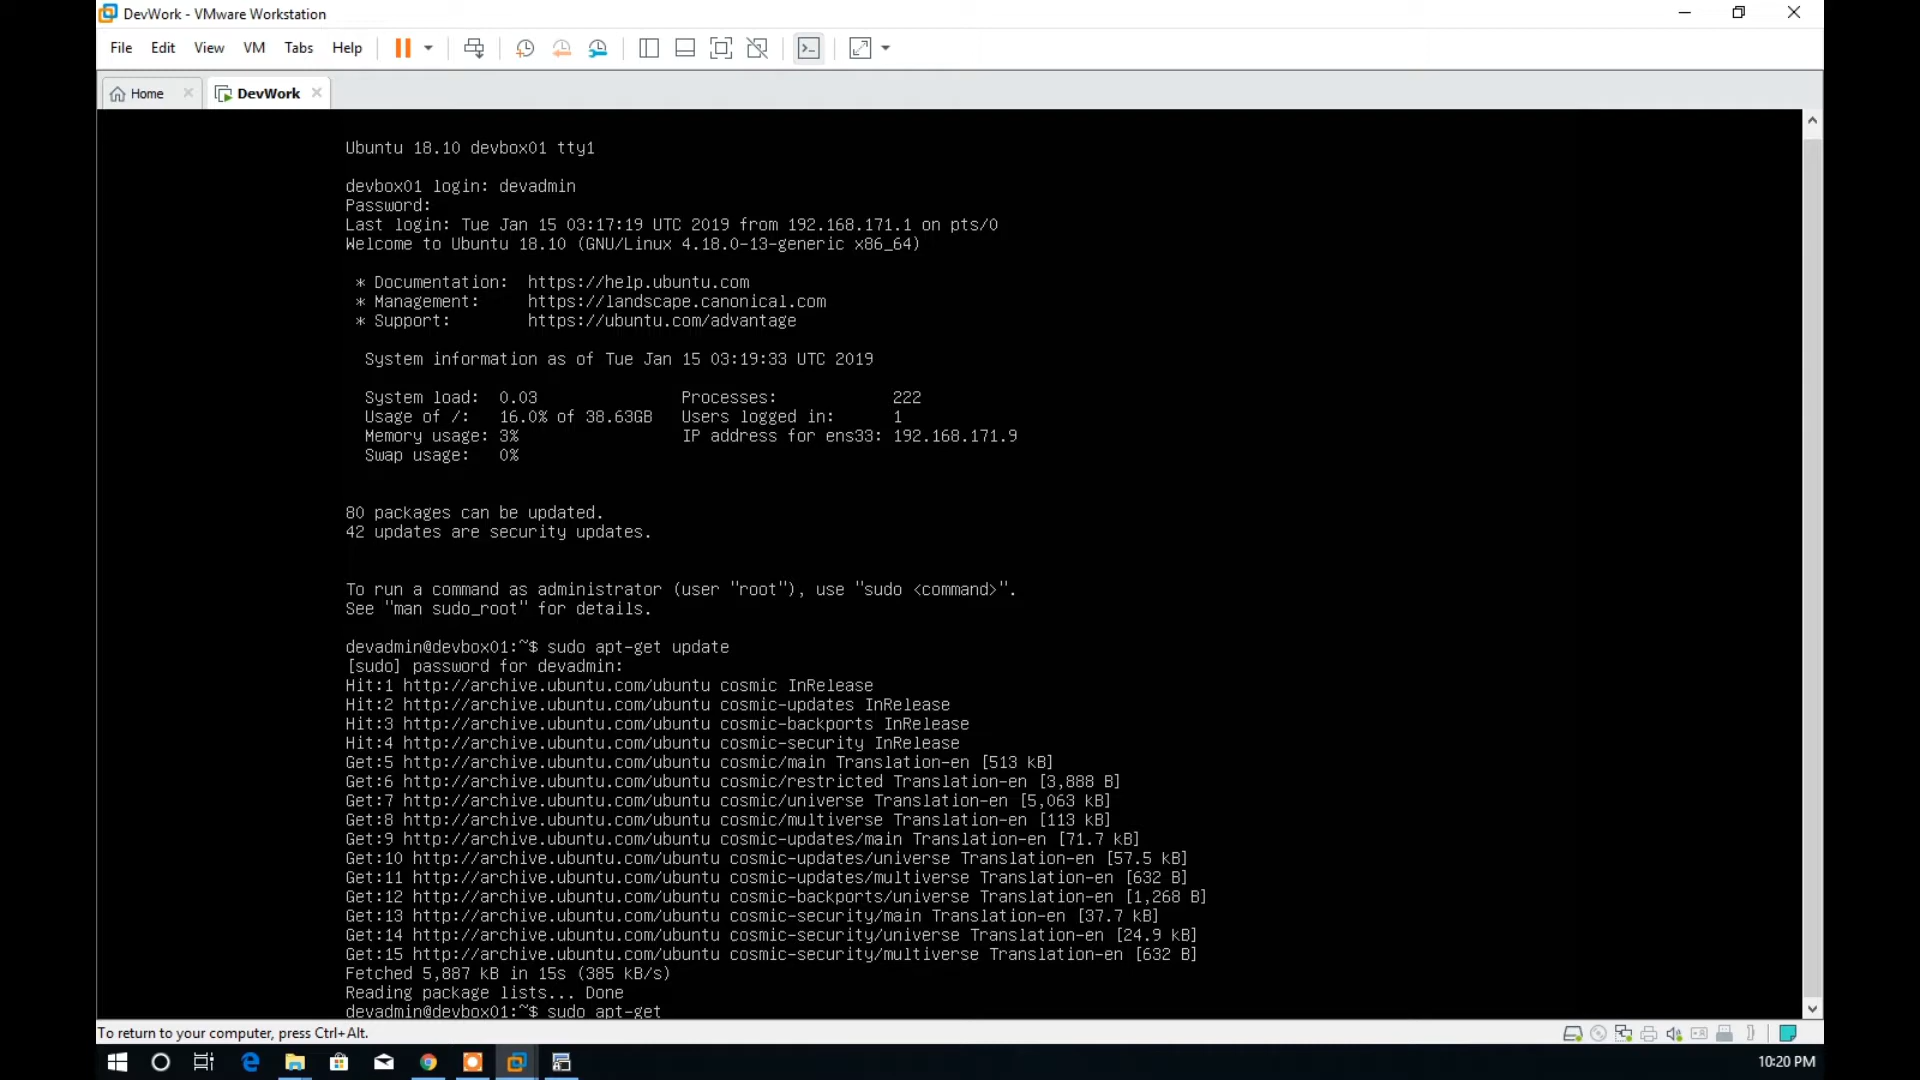 DevWork - VMware Workstation
File Edit View VM Tabs Help
Home DevWork
Ubuntu 18.10 devbox01 tty1
devbox01 login: devadmin
Password:
Last login: Tue Jan 15 03:17:19 UTC 2019 from 192.168.171.1 on pts/0
Welcome to Ubuntu 18.10 (GNU/Linux 4.18.0-13-generic x86_64)
* Documentation: https://help.ubuntu.com
* Management: https://landscape.canonical.com
* Support: https://ubuntu.com/advantage
System information as of Tue Jan 15 03:19:33 UTC 2019
System load: 0.03 Processes: 222
Usage of /: 16.0% of 38.63GB Users logged in: 1
Memory usage: 3% IP address for ens33: 192.168.171.9
Swap usage: 0%
80 packages can be updated.
42 updates are security updates.
To run a command as administrator (user "root"), use "sudo <command>".
See "man sudo_root" for details.
devadmin@devbox01:~$ sudo apt-get update
[sudo] password for devadmin:
Hit:1 http://archive.ubuntu.com/ubuntu cosmic InRelease
Hit:2 http://archive.ubuntu.com/ubuntu cosmic-updates InRelease
Hit:3 http://archive.ubuntu.com/ubuntu cosmic-backports InRelease
Hit:4 http://archive.ubuntu.com/ubuntu cosmic-security InRelease
Get:5 http://archive.ubuntu.com/ubuntu cosmic/main Translation-en [513 kB]
Get:6 http://archive.ubuntu.com/ubuntu cosmic/restricted Translation-en [3,888 B]
Get:7 http://archive.ubuntu.com/ubuntu cosmic/universe Translation-en [5,063 kB]
Get:8 http://archive.ubuntu.com/ubuntu cosmic/multiverse Translation-en [113 kB]
Get:9 http://archive.ubuntu.com/ubuntu cosmic-updates/main Translation-en [71.7 kB]
Get:10 http://archive.ubuntu.com/ubuntu cosmic-updates/universe Translation-en [57.5 kB]
Get:11 http://archive.ubuntu.com/ubuntu cosmic-updates/multiverse Translation-en [632 B]
Get:12 http://archive.ubuntu.com/ubuntu cosmic-backports/universe Translation-en [1,268 B]
Get:13 http://archive.ubuntu.com/ubuntu cosmic-security/main Translation-en [37.7 kB]
Get:14 http://archive.ubuntu.com/ubuntu cosmic-security/universe Translation-en [24.9 kB]
Get:15 http://archive.ubuntu.com/ubuntu cosmic-security/multiverse Translation-en [632 B]
Fetched 5,887 kB in 15s (385 kB/s)
Reading package lists... Done
devadmin@devbox01:~$ sudo apt-get
To return to your computer, press Ctrl+Alt.
10:20 PM